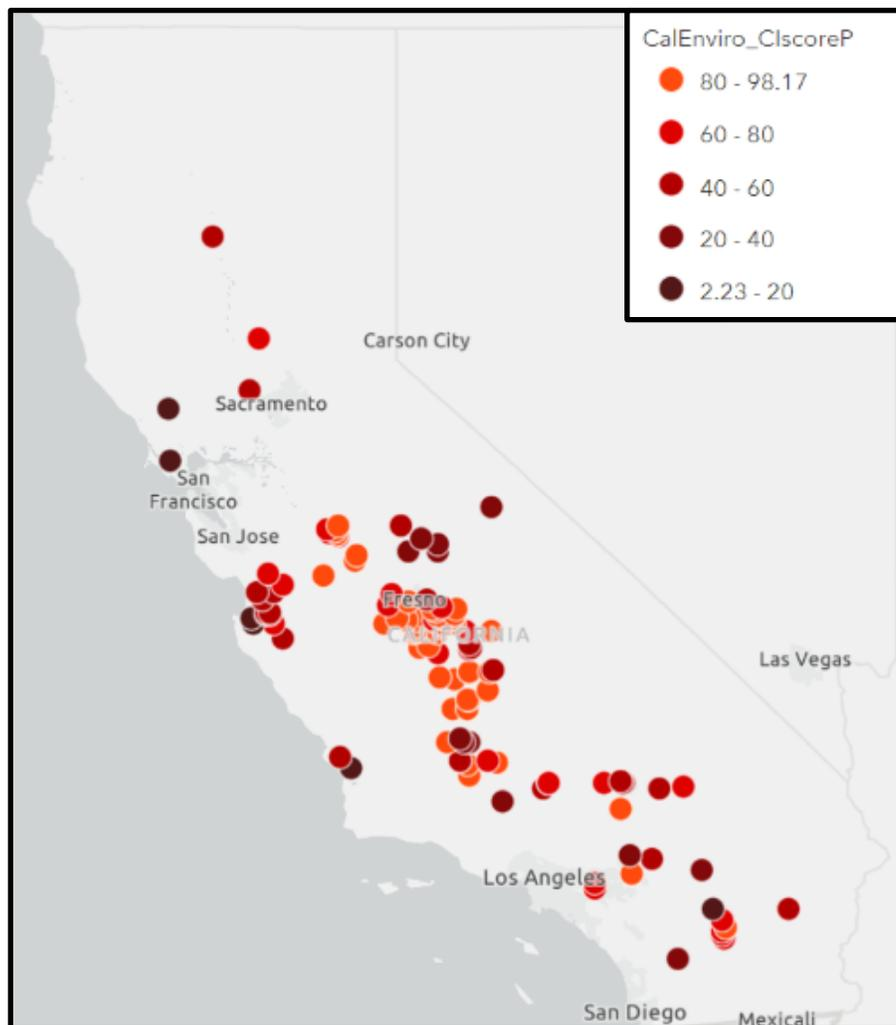 CalEnviro_CIscoreP
80 - 98.17
60 - 80
40 - 60
20 - 40
2.23 - 20
Carson City
Sacramento
San
Francisco
San Jose
Fresno
CALIFORNIA
Las Vegas
Los Angeles
San Diego
Mexicali